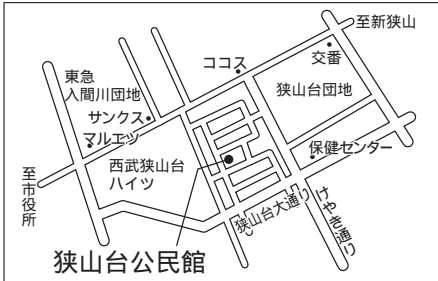 至新狭山
交番
ココス
狭山台団地
東急
入間川団地
サンクス
マルエツ
保健センター
西武狭山台
ハイツ
至市役所
狭山台大通り
けやき通り
狭山台公民館